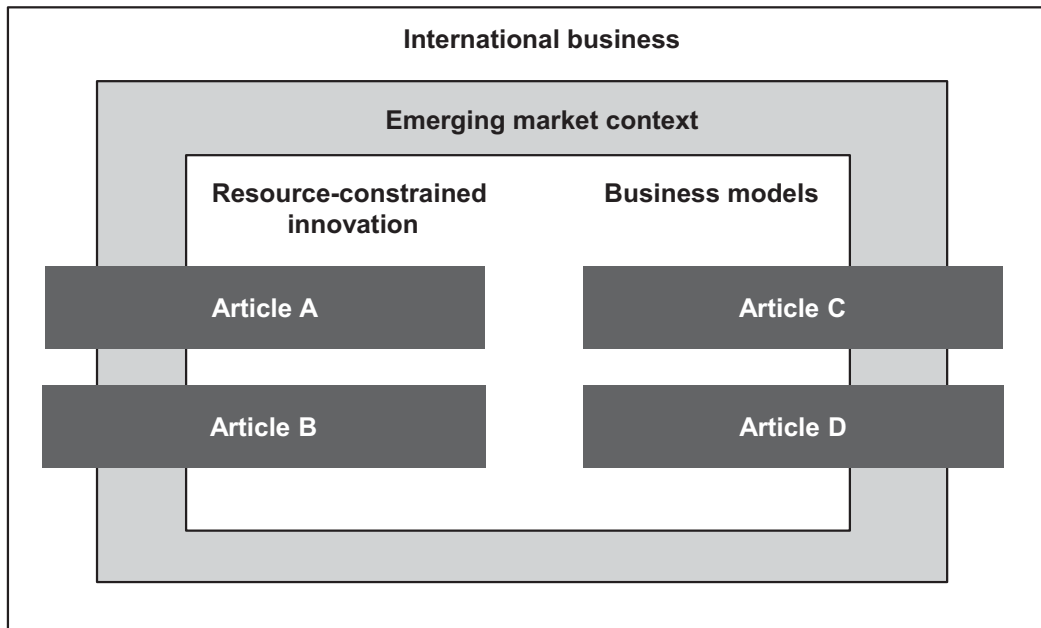 International business
Emerging market context
Resource-constrained
innovation
Business models
Article A
Article C
Article B
Article D